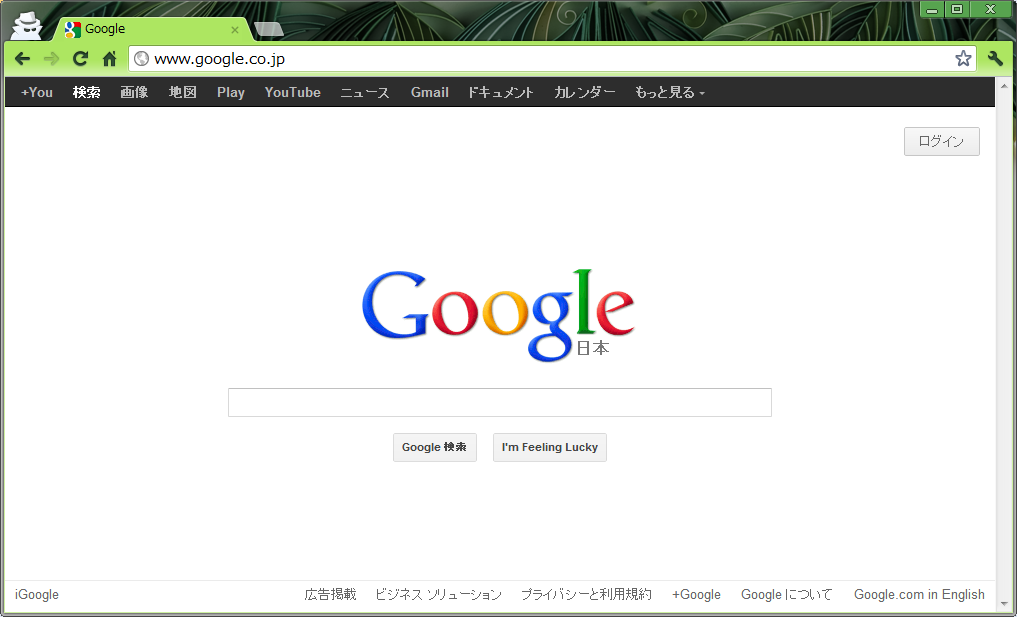 Google
www.google.co.jp
+You 検索 画像 地図 Play YouTube ニュース Gmail ドキュメント カレンダー もっと見る
ログイン
Google
日本
Google 検索 I'm Feeling Lucky
iGoogle 広告掲載 ビジネス ソリューション プライバシーと利用規約 +Google Google について Google.com in English